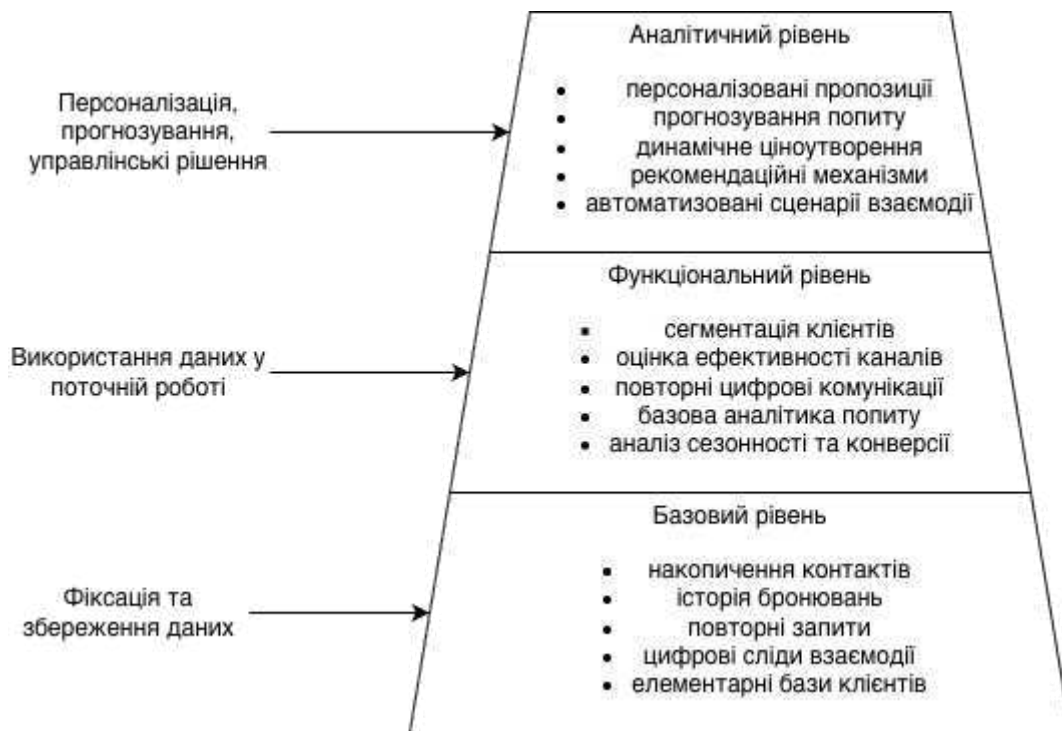 Аналітичний рівень
Персоналізація,
прогнозування,
управлінські рішення
• персоналізовані пропозиції
• прогнозування попиту
• динамічне ціноутворення
• рекомендаційні механізми
• автоматизовані сценарії взаємодії
Функціональний рівень
Використання даних у
поточній роботі
• сегментація клієнтів
• оцінка ефективності каналів
• повторні цифрові комунікації
• базова аналітика попиту
• аналіз сезонності та конверсії
Базовий рівень
Фіксація та
збереження даних
• накопичення контактів
• історія бронювань
• повторні запити
• цифрові сліди взаємодії
• елементарні бази клієнтів